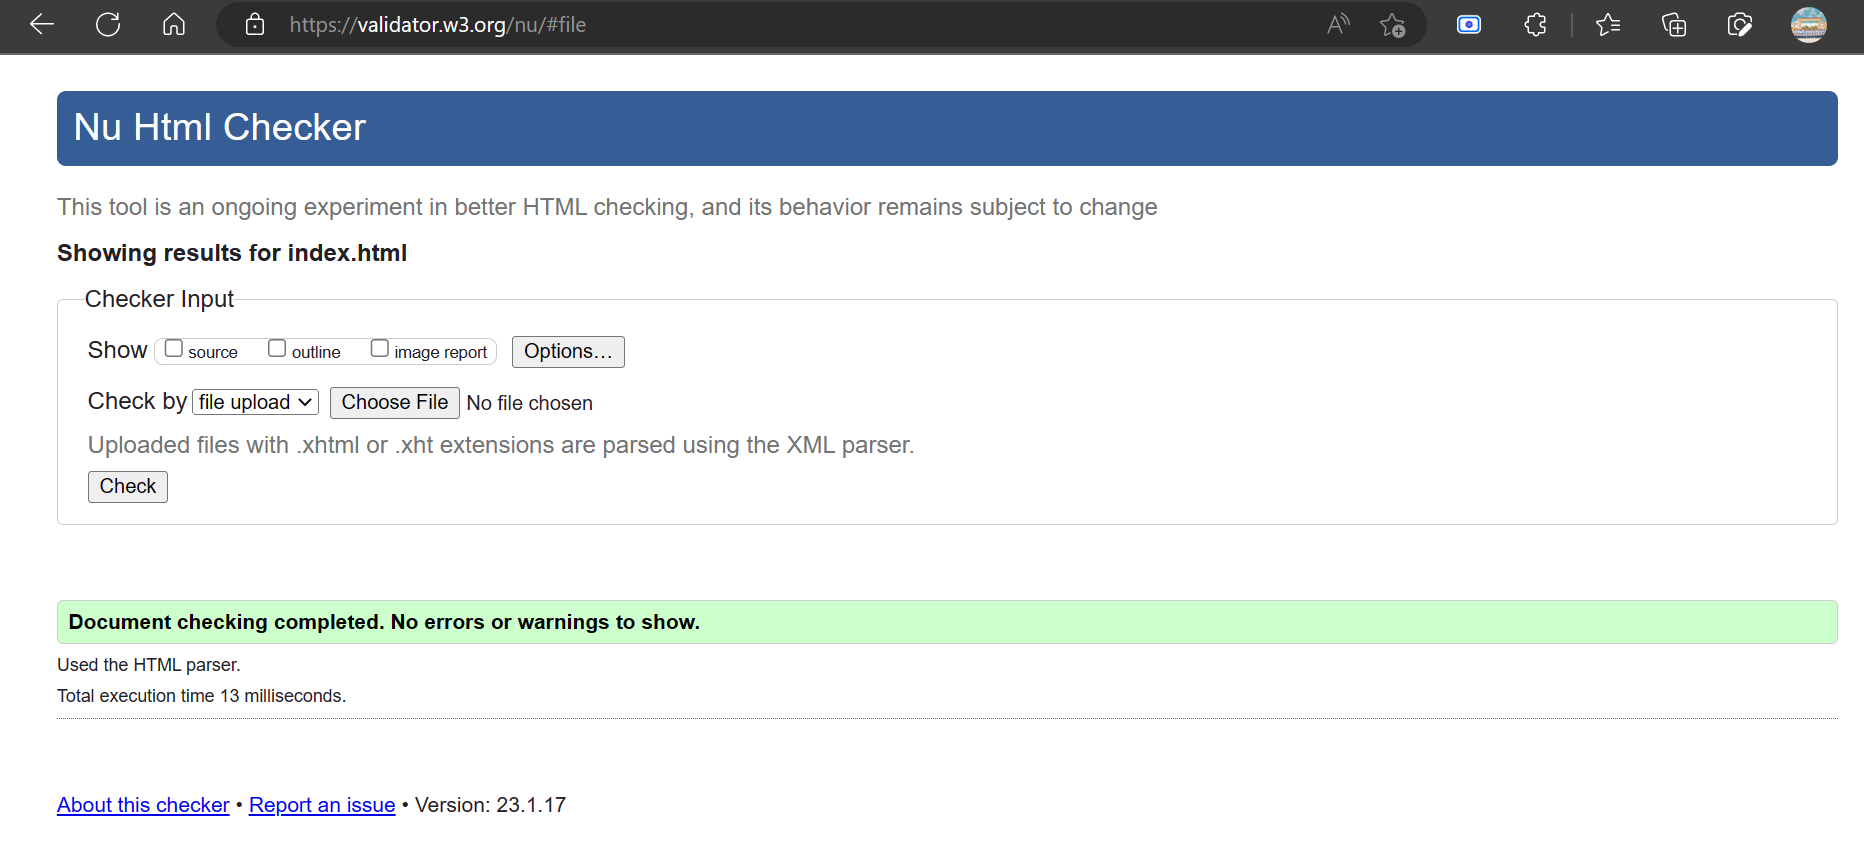 https://validator.w3.org/nu/#file
Nu Html Checker
This tool is an ongoing experiment in better HTML checking, and its behavior remains subject to change
Showing results for index.html
Checker Input
Show source outline image report Options…
Check by file upload Choose File No file chosen
Uploaded files with .xhtml or .xht extensions are parsed using the XML parser.
Check
Document checking completed. No errors or warnings to show.
Used the HTML parser.
Total execution time 13 milliseconds.
About this checker • Report an issue • Version: 23.1.17